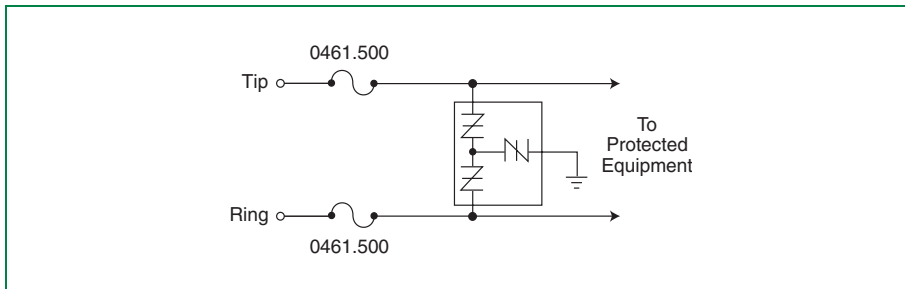 0461.500
Tip
To
Protected
Equipment
Ring
0461.500